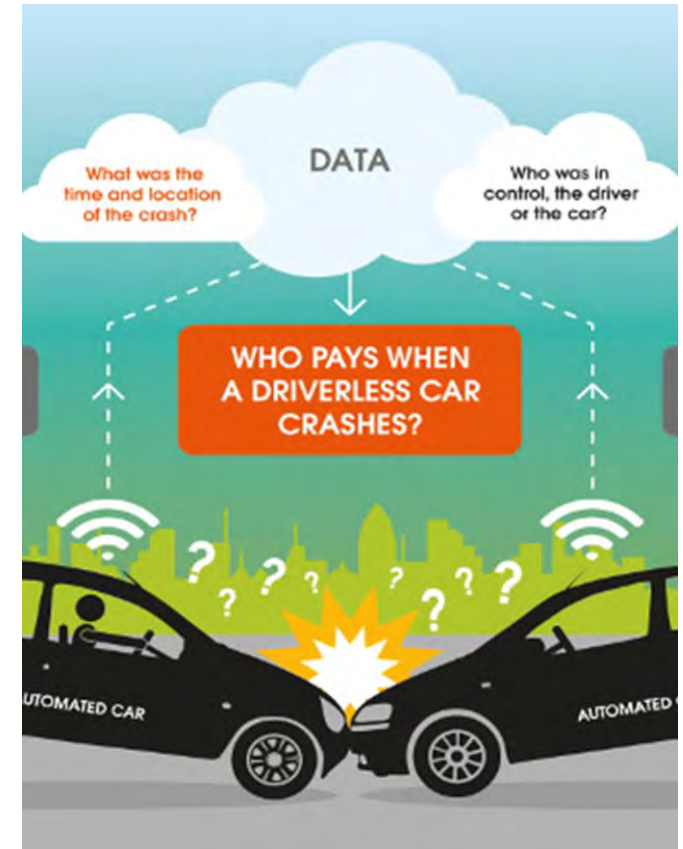 DATA
What was the
time and location
of the crash?
Who was in
control, the driver
or the car?
WHO PAYS WHEN
A DRIVERLESS CAR
CRASHES?
? ? ? ? ? ? ? ?
UTOMATED CAR
AUTOMATED